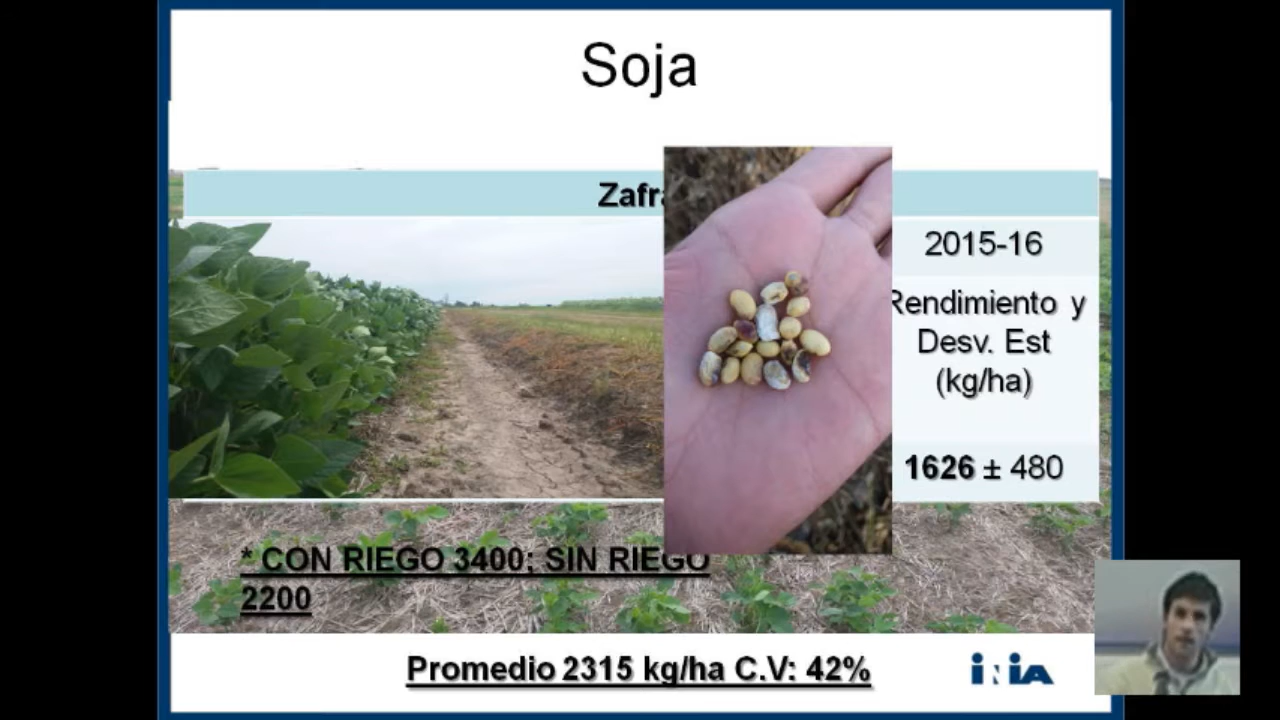 Soja
Zafra
2015-16
Rendimiento y
Desv. Est
(kg/ha)
1626 ± 480
* CON RIEGO 3400; SIN RIEGO
2200
Promedio 2315 kg/ha C.V: 42%
INIA